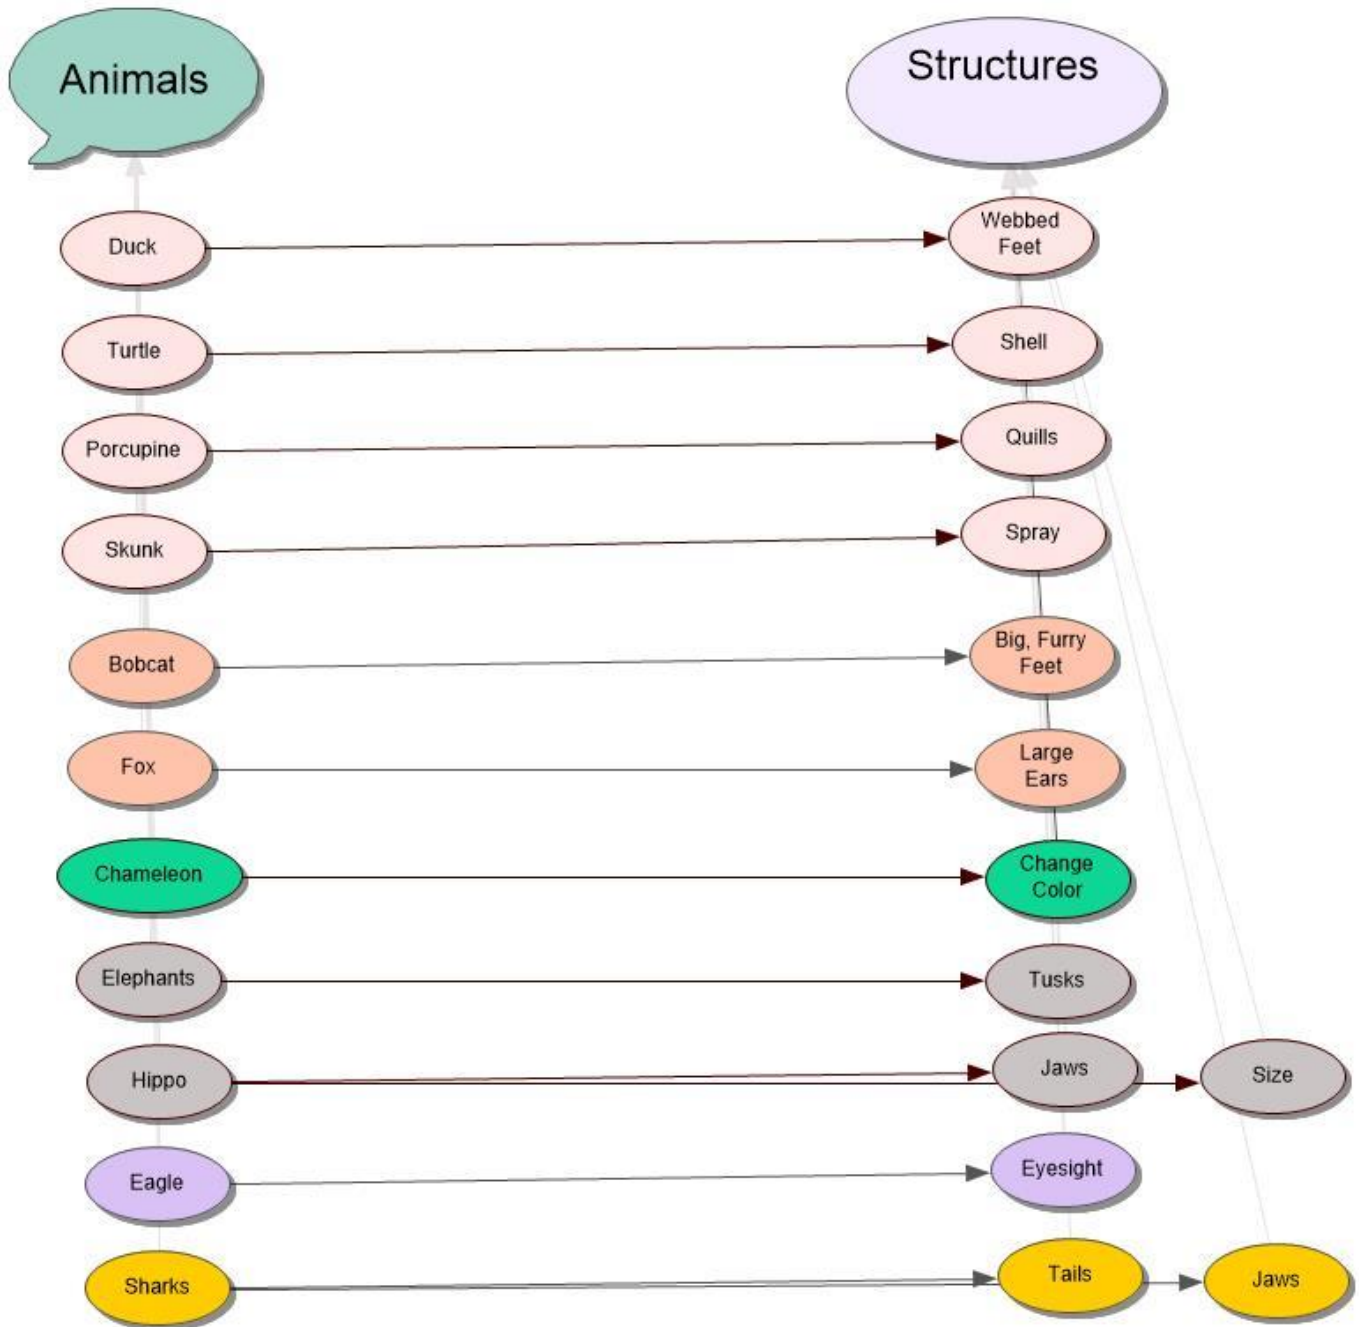 Animals
Structures
Duck
Webbed
Feet
Turtle
Shell
Porcupine
Quills
Skunk
Spray
Bobcat
Big, Furry
Feet
Fox
Large
Ears
Chameleon
Change
Color
Elephants
Tusks
Hippo
Jaws
Size
Eagle
Eyesight
Sharks
Tails
Jaws